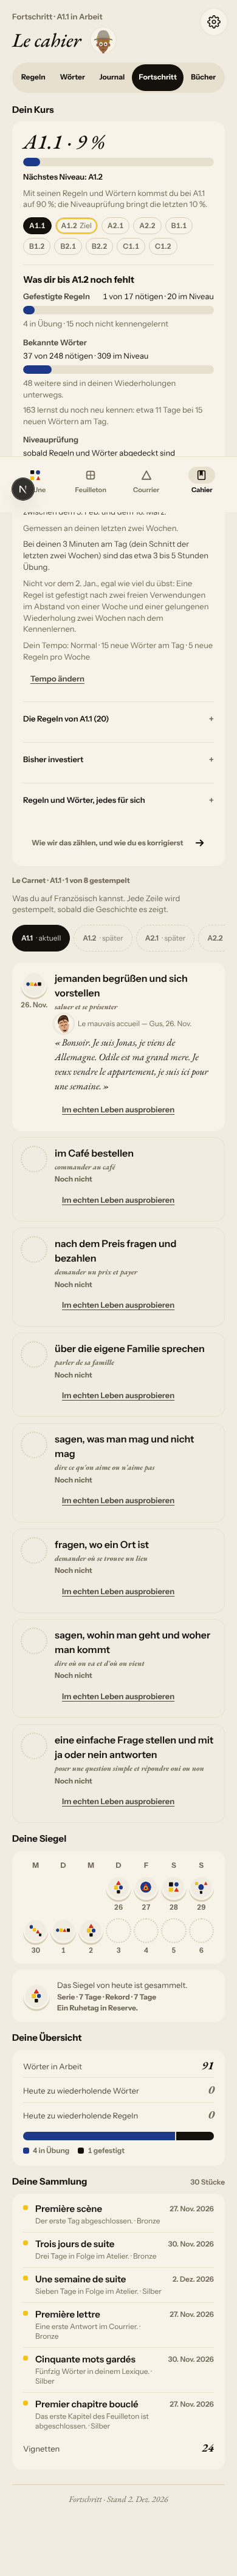 Fortschritt · A1.1 in Arbeit
Le cahier
Regeln Wörter Journal Fortschritt Bücher
Dein Kurs
A1.1 · 9 %
Nächstes Niveau: A1.2
Mit seinen Regeln und Wörtern kommst du bei A1.1
auf 90 %; die Niveauprüfung bringt die letzten 10 %.
A1.1 A1.2 Ziel A2.1 A2.2 B1.1
B1.2 B2.1 B2.2 C1.1 C1.2
Was dir bis A1.2 noch fehlt
Gefestigte Regeln 1 von 17 nötigen · 20 im Niveau
4 in Übung · 15 noch nicht kennengelernt
Bekannte Wörter
37 von 248 nötigen · 309 im Niveau
48 weitere sind in deinen Wiederholungen
unterwegs.
163 lernst du noch neu kennen: etwa 11 Tage bei 15
neuen Wörtern am Tag.
Niveauprüfung
sobald Regeln und Wörter abgedeckt sind
N
Une Feuilleton Courrier Cahier
zwischen dem 3. Feb. und dem 18. März.
Gemessen an deinen letzten zwei Wochen.
Bei deinen 3 Minuten am Tag (dein Schnitt der
letzten zwei Wochen) sind das etwa 3 bis 5 Stunden
Übung.
Nicht vor dem 2. Jan., egal wie viel du übst: Eine
Regel ist gefestigt nach zwei freien Verwendungen
im Abstand von einer Woche und einer gelungenen
Wiederholung zwei Wochen nach dem
Kennenlernen.
Dein Tempo: Normal · 15 neue Wörter am Tag · 5 neue
Regeln pro Woche
Tempo ändern
Die Regeln von A1.1 (20) +
Bisher investiert +
Regeln und Wörter, jedes für sich +
Wie wir das zählen, und wie du es korrigierst →
Le Carnet · A1.1 · 1 von 8 gestempelt
Was du auf Französisch kannst. Jede Zeile wird
gestempelt, sobald die Geschichte es zeigt.
A1.1 · aktuell A1.2 · später A2.1 · später A2.2
26. Nov.
jemanden begrüßen und sich
vorstellen
saluer et se présenter
Le mauvais accueil — Gus, 26. Nov.
« Bonsoir. Je suis Jonas, je viens de
Allemagne. Odile est ma grand mere. Je
veux vendre l'appartement, je suis ici pour
une semaine. »
Im echten Leben ausprobieren
im Café bestellen
commander au café
Noch nicht
Im echten Leben ausprobieren
nach dem Preis fragen und
bezahlen
demander un prix et payer
Noch nicht
Im echten Leben ausprobieren
über die eigene Familie sprechen
parler de sa famille
Noch nicht
Im echten Leben ausprobieren
sagen, was man mag und nicht
mag
dire ce qu'on aime ou n'aime pas
Noch nicht
Im echten Leben ausprobieren
fragen, wo ein Ort ist
demander où se trouve un lieu
Noch nicht
Im echten Leben ausprobieren
sagen, wohin man geht und woher
man kommt
dire où on va et d'où on vient
Noch nicht
Im echten Leben ausprobieren
eine einfache Frage stellen und mit
ja oder nein antworten
poser une question simple et répondre oui ou non
Noch nicht
Im echten Leben ausprobieren
Deine Siegel
M D M D F S S
26 27 28 29
30 1 2 3 4 5 6
Das Siegel von heute ist gesammelt.
Serie · 7 Tage · Rekord · 7 Tage
Ein Ruhetag in Reserve.
Deine Übersicht
Wörter in Arbeit 91
Heute zu wiederholende Wörter 0
Heute zu wiederholende Regeln 0
4 in Übung 1 gefestigt
Deine Sammlung 30 Stücke
Première scène 27. Nov. 2026
Der erste Tag abgeschlossen. · Bronze
Trois jours de suite 30. Nov. 2026
Drei Tage in Folge im Atelier. · Bronze
Une semaine de suite 2. Dez. 2026
Sieben Tage in Folge im Atelier. · Silber
Première lettre 27. Nov. 2026
Eine erste Antwort im Courrier. ·
Bronze
Cinquante mots gardés 30. Nov. 2026
Fünfzig Wörter in deinem Lexique. ·
Silber
Premier chapitre bouclé 27. Nov. 2026
Das erste Kapitel des Feuilleton ist
abgeschlossen. · Silber
Vignetten 24
Fortschritt · Stand 2. Dez. 2026